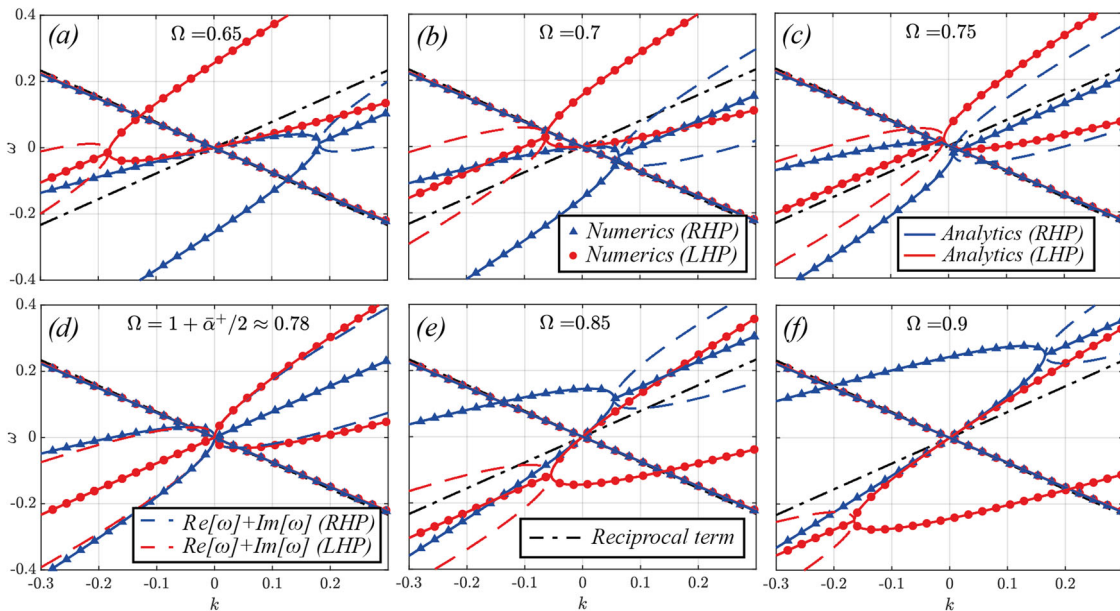 (a) Ω =0.65
(b) Ω =0.7
(c) Ω =0.75
0.4
0.2
0
-0.2
-0.4
ω
Numerics (RHP)
Numerics (LHP)
Analytics (RHP)
Analytics (LHP)
(d) Ω = 1 + ᾱ⁺/2 ≈ 0.78
(e) Ω =0.85
(f) Ω =0.9
0.4
0.2
0
-0.2
-0.4
ω
Re[ω]+Im[ω] (RHP)
Re[ω]+Im[ω] (LHP)
Reciprocal term
-0.3 -0.2 -0.1 0 0.1 0.2
-0.3 -0.2 -0.1 0 0.1 0.2
-0.3 -0.2 -0.1 0 0.1 0.2
k
k
k